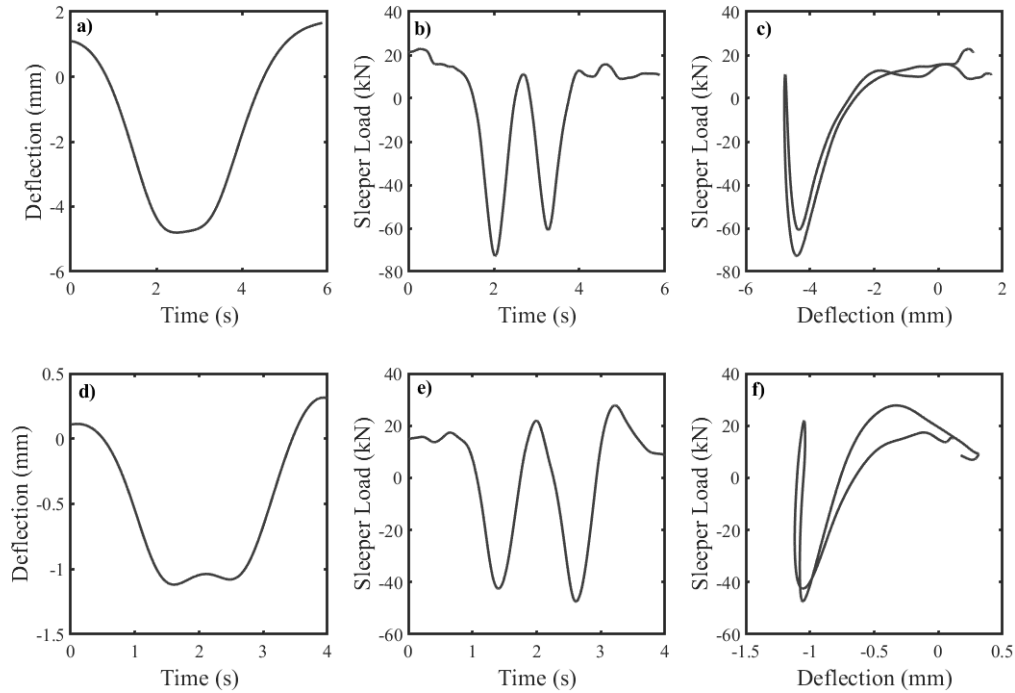 a)
2
0
-2
-4
-6
Deflection (mm)
0 2 4 6
Time (s)
b)
40
20
0
-20
-40
-60
-80
Sleeper Load (kN)
0 2 4 6
Time (s)
c)
40
20
0
-20
-40
-60
-80
Sleeper Load (kN)
-6 -4 -2 0 2
Deflection (mm)
d)
0.5
0
-0.5
-1
-1.5
Deflection (mm)
0 1 2 3 4
Time (s)
e)
40
20
0
-20
-40
-60
Sleeper Load (kN)
0 1 2 3 4
Time (s)
f)
40
20
0
-20
-40
-60
Sleeper Load (kN)
-1.5 -1 -0.5 0 0.5
Deflection (mm)